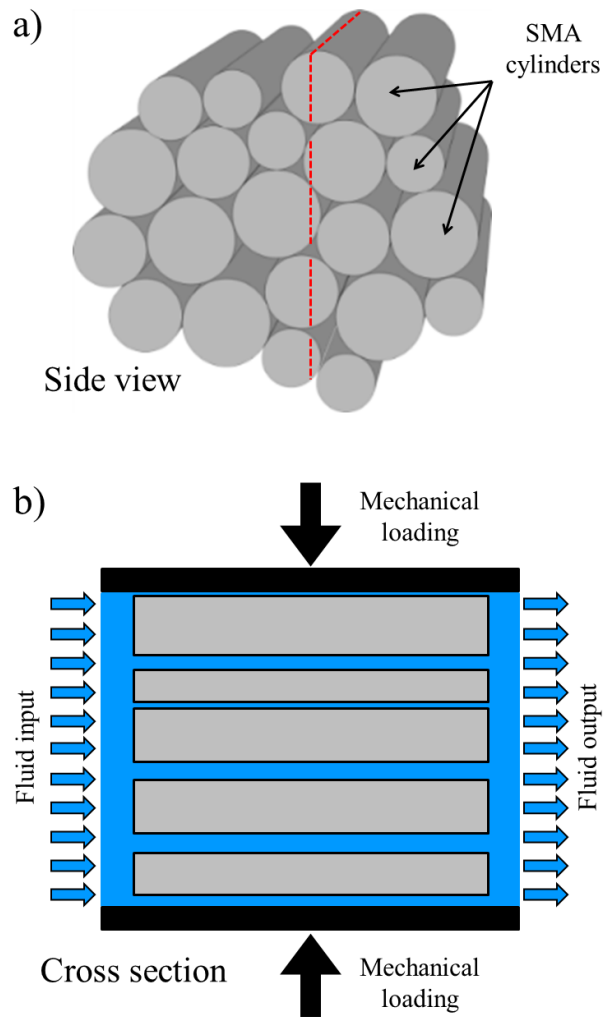 a)
SMA
cylinders
Side view
b)
Mechanical
loading
Fluid input
Fluid output
Cross section
Mechanical
loading